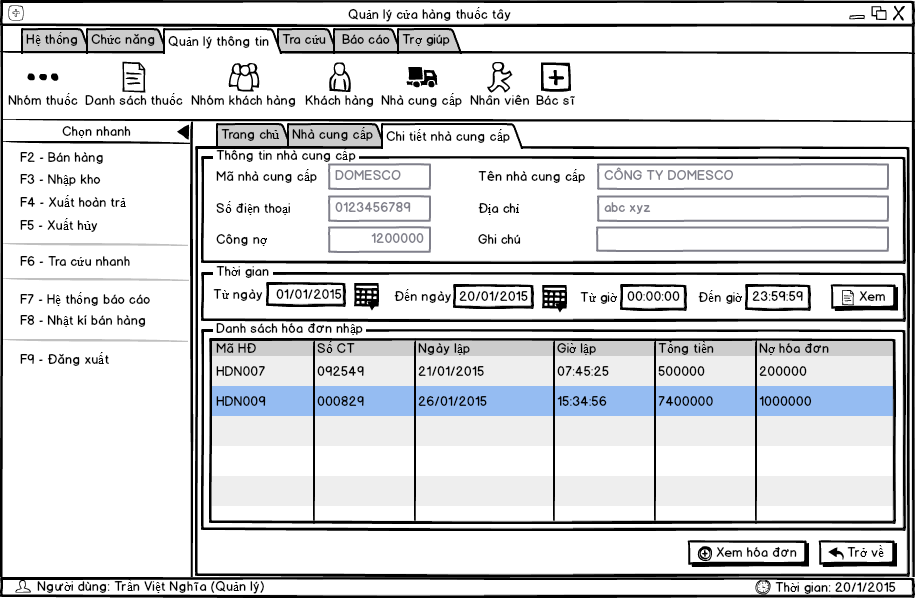 Quản lý cửa hàng thuốc tây
Hệ thống Chức năng Quản lý thông tin Tra cứu Báo cáo Trợ giúp
Nhóm thuốc Danh sách thuốc Nhóm khách hàng Khách hàng Nhà cung cấp Nhân viên Bác sĩ
Chọn nhanh
F2 - Bán hàng
F3 - Nhập kho
F4 - Xuất hoàn trả
F5 - Xuất hủy
F6 - Tra cứu nhanh
F7 - Hệ thống báo cáo
F8 - Nhật kí bán hàng
F9 - Đăng xuất
Trang chủ Nhà cung cấp Chi tiết nhà cung cấp
Thông tin nhà cung cấp
Mã nhà cung cấp DOMESCO Tên nhà cung cấp CÔNG TY DOMESCO
Số điện thoại 0123456789 Địa chỉ abc xyz
Công nợ 1200000 Ghi chú
Thời gian
Từ ngày 01/01/2015 Đến ngày 20/01/2015 Từ giờ 00:00:00 Đến giờ 23:59:59 Xem
Danh sách hóa đơn nhập
Mã HĐ Số CT Ngày lập Giờ lập Tổng tiền Nợ hóa đơn
HDN007 092549 21/01/2015 07:45:25 500000 200000
HDN009 000829 26/01/2015 15:34:56 7400000 1000000
Xem hóa đơn Trở về
Người dùng: Trần Việt Nghĩa (Quản lý) Thời gian: 20/1/2015